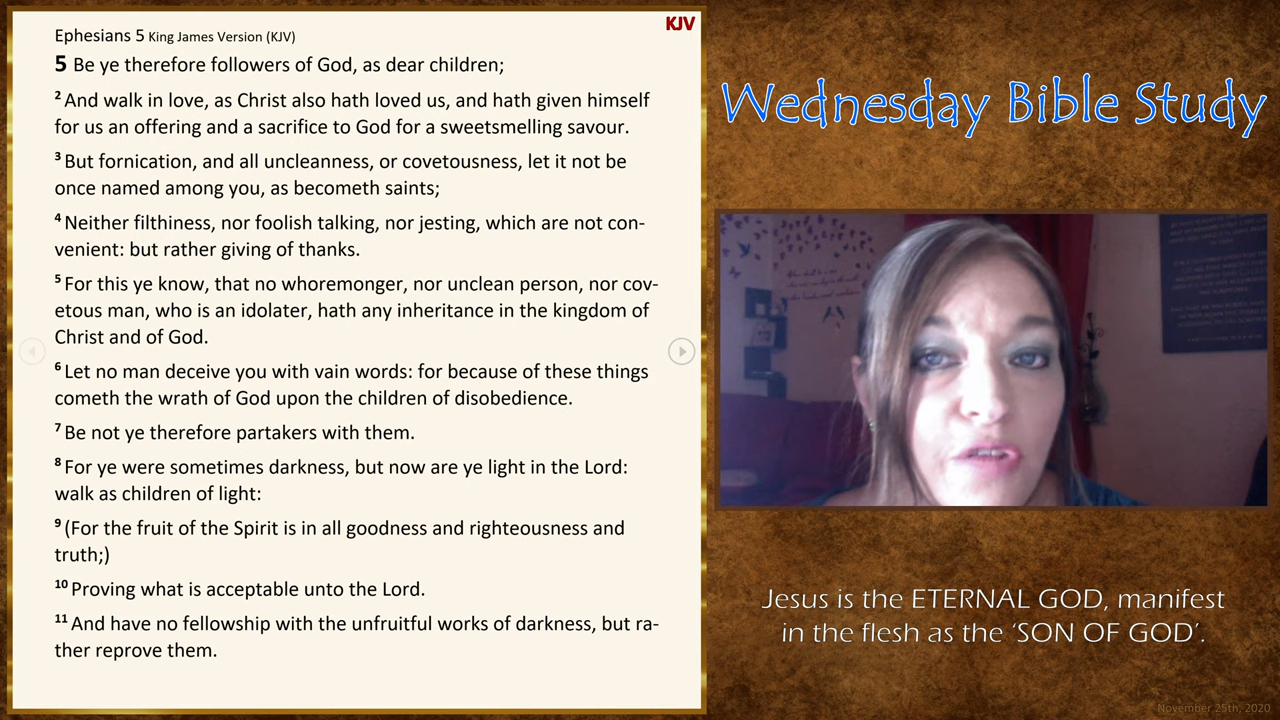 KJV
Ephesians 5 King James Version (KJV)
5 Be ye therefore followers of God, as dear children;
2 And walk in love, as Christ also hath loved us, and hath given himself
for us an offering and a sacrifice to God for a sweetsmelling savour.
3 But fornication, and all uncleanness, or covetousness, let it not be
once named among you, as becometh saints;
4 Neither filthiness, nor foolish talking, nor jesting, which are not con-
venient: but rather giving of thanks.
5 For this ye know, that no whoremonger, nor unclean person, nor cov-
etous man, who is an idolater, hath any inheritance in the kingdom of
Christ and of God.
6 Let no man deceive you with vain words: for because of these things
cometh the wrath of God upon the children of disobedience.
7 Be not ye therefore partakers with them.
8 For ye were sometimes darkness, but now are ye light in the Lord:
walk as children of light:
9 (For the fruit of the Spirit is in all goodness and righteousness and
truth;)
10 Proving what is acceptable unto the Lord.
11 And have no fellowship with the unfruitful works of darkness, but ra-
ther reprove them.
Wednesday Bible Study
Jesus is the ETERNAL GOD, manifest
in the flesh as the ‘SON OF GOD’.
November 25th, 2020